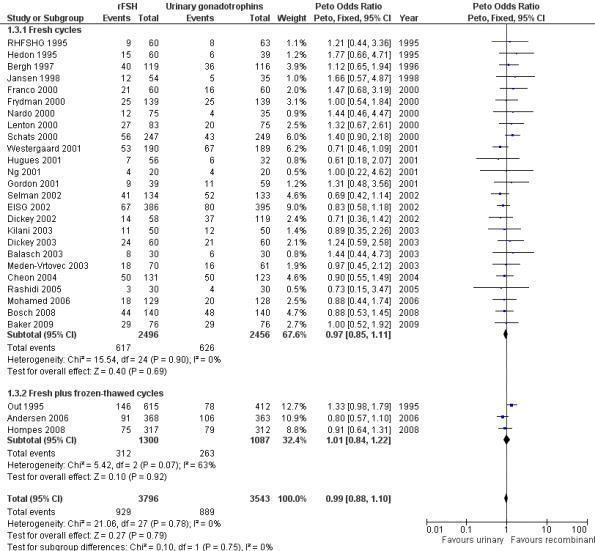 rFSH Urinary gonadotrophins Peto Odds Ratio Peto Odds Ratio
Study or Subgroup Events Total Events Total Weight Peto, Fixed, 95% CI Year Peto, Fixed, 95% CI
1.3.1 Fresh cycles
RHFSHG 1995 9 60 8 63 1.1% 1.21 [0.44, 3.36] 1995
Hedon 1995 15 60 6 39 1.1% 1.77 [0.66, 4.71] 1995
Bergh 1997 40 119 36 116 4.1% 1.12 [0.65, 1.94] 1997
Jansen 1998 12 54 5 35 1.0% 1.66 [0.57, 4.87] 1998
Franco 2000 21 60 16 60 2.0% 1.47 [0.68, 3.19] 2000
Frydman 2000 25 139 25 139 3.2% 1.00 [0.54, 1.84] 2000
Nardo 2000 12 75 4 35 0.9% 1.44 [0.46, 4.47] 2000
Lenton 2000 27 83 20 75 2.6% 1.32 [0.67, 2.61] 2000
Schats 2000 56 247 43 249 6.3% 1.40 [0.90, 2.18] 2000
Westergaard 2001 53 190 67 189 6.5% 0.71 [0.46, 1.09] 2001
Hugues 2001 7 56 6 32 0.8% 0.61 [0.18, 2.07] 2001
Ng 2001 4 20 4 20 0.5% 1.00 [0.22, 4.62] 2001
Gordon 2001 9 39 11 59 1.2% 1.31 [0.48, 3.56] 2001
Selman 2002 41 134 52 133 4.7% 0.69 [0.42, 1.14] 2002
EISG 2002 67 386 80 395 9.4% 0.83 [0.58, 1.18] 2002
Dickey 2002 14 58 37 119 2.6% 0.71 [0.36, 1.42] 2002
Kilani 2003 11 50 12 50 1.4% 0.89 [0.35, 2.26] 2003
Dickey 2003 24 60 21 60 2.2% 1.24 [0.59, 2.58] 2003
Balasch 2003 8 30 6 30 0.8% 1.44 [0.44, 4.73] 2003
Meden-Vrtovec 2003 18 70 16 61 1.9% 0.97 [0.45, 2.12] 2003
Cheon 2004 50 131 50 123 4.7% 0.90 [0.55, 1.49] 2004
Rashidi 2005 3 30 4 30 0.5% 0.73 [0.15, 3.47] 2005
Mohamed 2006 18 129 20 128 2.5% 0.88 [0.44, 1.74] 2006
Bosch 2008 44 140 48 140 4.8% 0.88 [0.53, 1.45] 2008
Baker 2009 29 76 29 76 2.8% 1.00 [0.52, 1.92] 2009
Subtotal (95% CI) 2496 2456 67.6% 0.97 [0.85, 1.11]
Total events 617 626
Heterogeneity: Chi² = 15.54, df = 24 (P = 0.90); I² = 0%
Test for overall effect: Z = 0.40 (P = 0.69)
1.3.2 Fresh plus frozen-thawed cycles
Out 1995 146 615 78 412 12.7% 1.33 [0.98, 1.79] 1995
Andersen 2006 91 368 106 363 10.3% 0.80 [0.57, 1.10] 2006
Hompes 2008 75 317 79 312 9.4% 0.91 [0.64, 1.31] 2008
Subtotal (95% CI) 1300 1087 32.4% 1.01 [0.84, 1.22]
Total events 312 263
Heterogeneity: Chi² = 5.42, df = 2 (P = 0.07); I² = 63%
Test for overall effect: Z = 0.10 (P = 0.92)
Total (95% CI) 3796 3543 100.0% 0.99 [0.88, 1.10]
Total events 929 889
Heterogeneity: Chi² = 21.06, df = 27 (P = 0.78); I² = 0%
Test for overall effect: Z = 0.27 (P = 0.79)
Test for subgroup differences: Chi² = 0.10, df = 1 (P = 0.75), I² = 0%
0.01 0.1 1 10 100
Favours urinary Favours recombinant